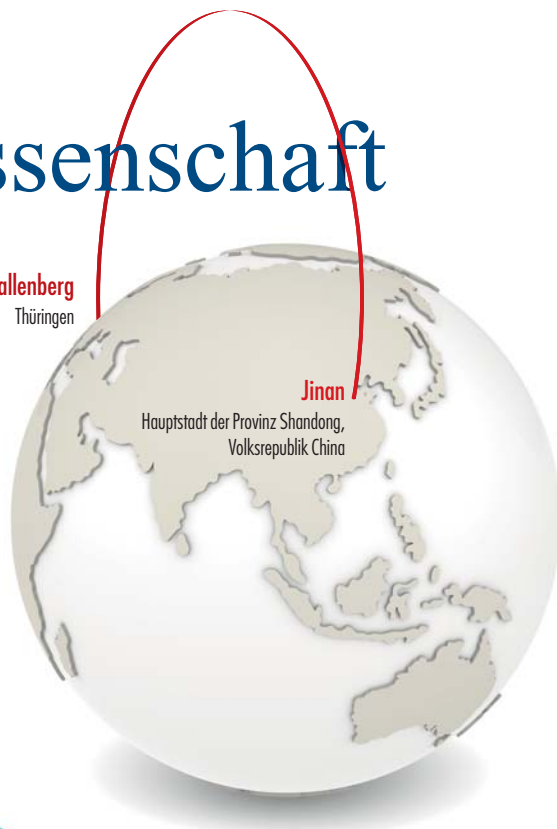 ssenschaft
allenberg
Thüringen
Jinan
Hauptstadt der Provinz Shandong,
Volksrepublik China